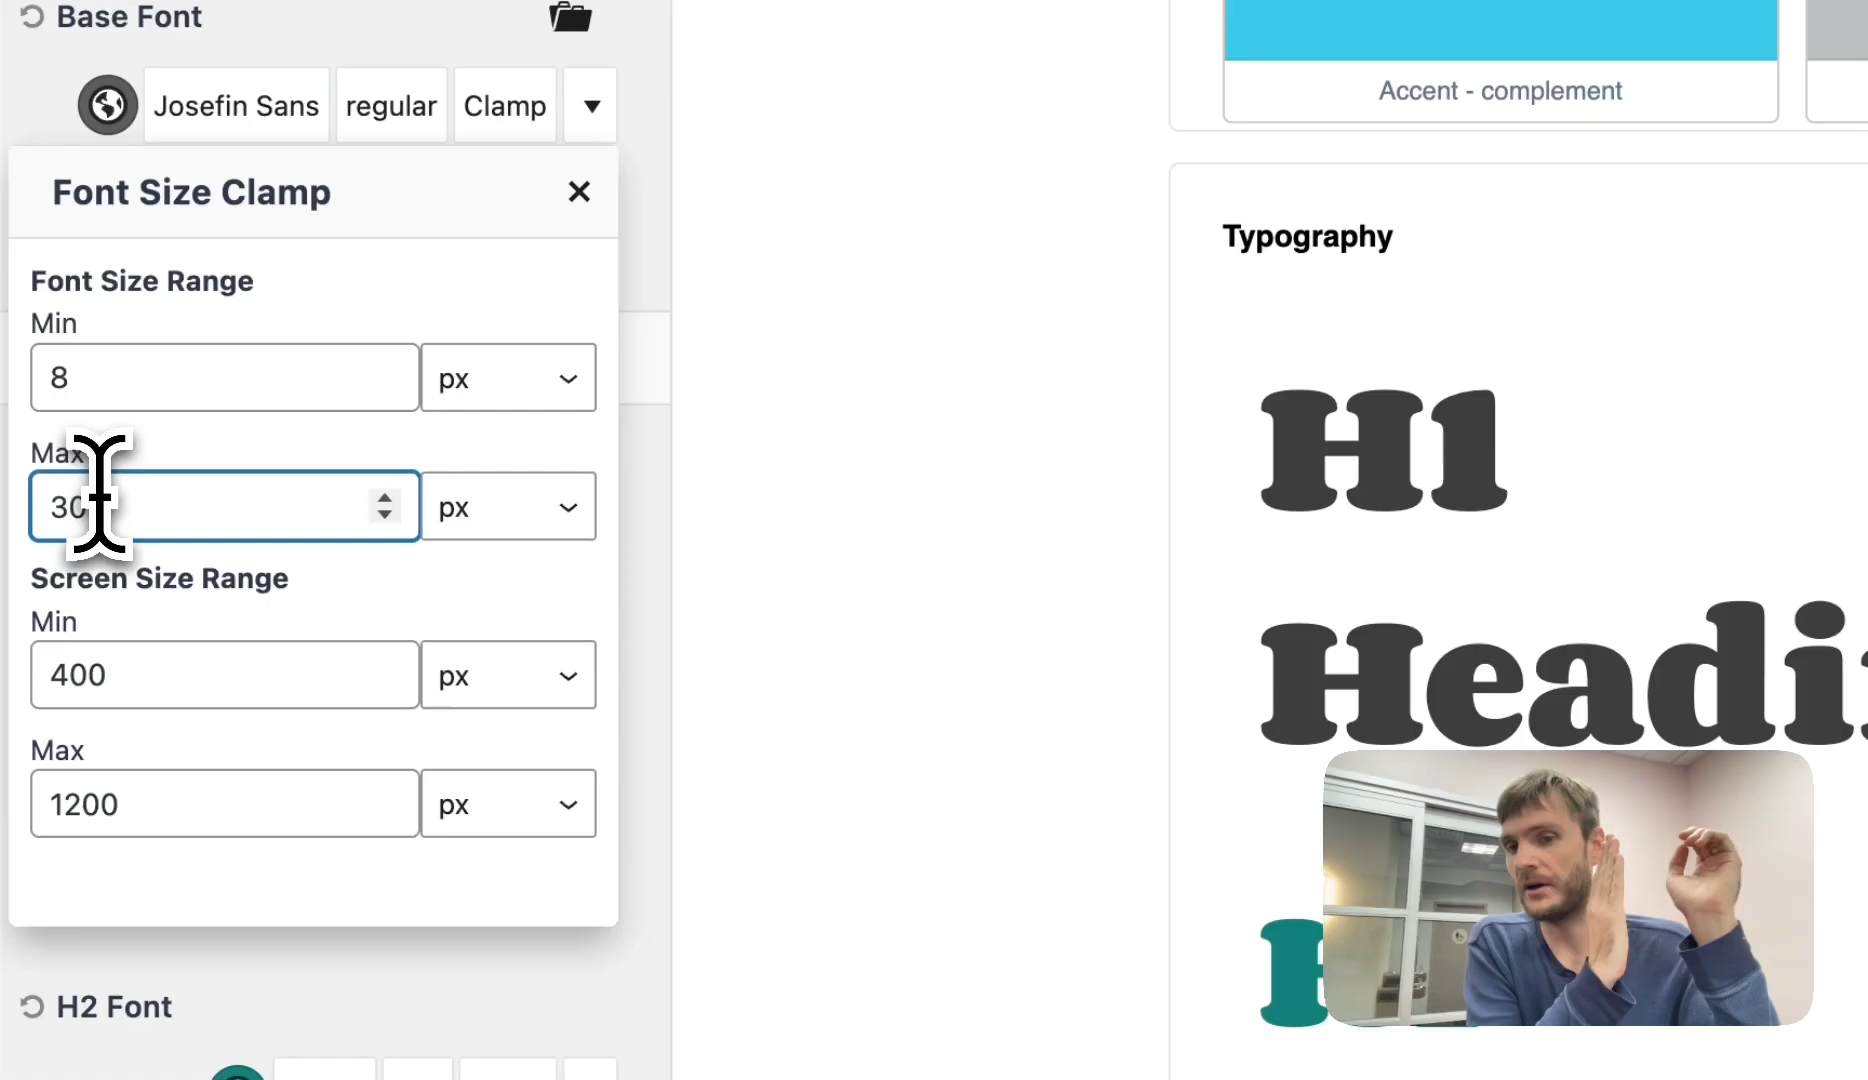 Base Font
Josefin Sans
regular
Clamp
Font Size Clamp
Font Size Range
Min
8
px
Max
30
px
Screen Size Range
Min
400
px
Max
1200
px
H2 Font
Accent - complement
Typography
H1